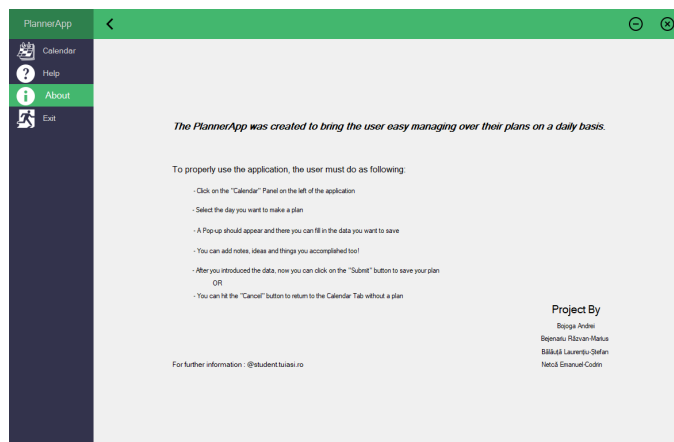 PlannerApp
Calendar
Help
About
Exit
The PlannerApp was created to bring the user easy managing over their plans on a daily basis.
To properly use the application, the user must do as following:
- Click on the "Calendar" Panel on the left of the application
- Select the day you want to make a plan
- A Pop-up should appear and there you can fill in the data you want to save
- You can add notes, ideas and things you accomplished too!
- After you introduced the data, now you can click on the "Submit" button to save your plan
OR
- You can hit the "Cancel" button to return to the Calendar Tab without a plan
Project By
Bojoga Andrei
Bejenariu Răzvan-Marius
Bălăuță Laurențiu-Ștefan
Netcă Emanuel-Codrin
For further information : @student.tuiasi.ro